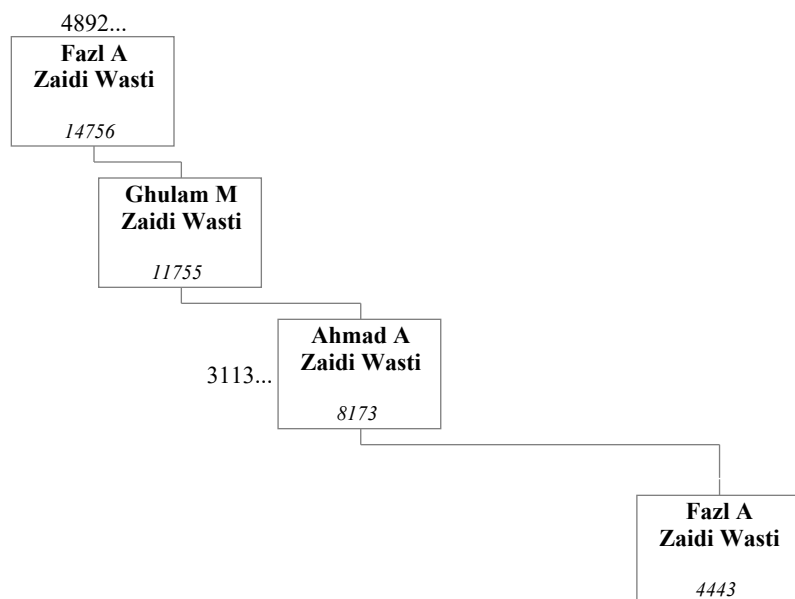 4892...
Fazl A
Zaidi Wasti
14756
Ghulam M
Zaidi Wasti
11755
Ahmad A
Zaidi Wasti
3113...
8173
Fazl A
Zaidi Wasti
4443